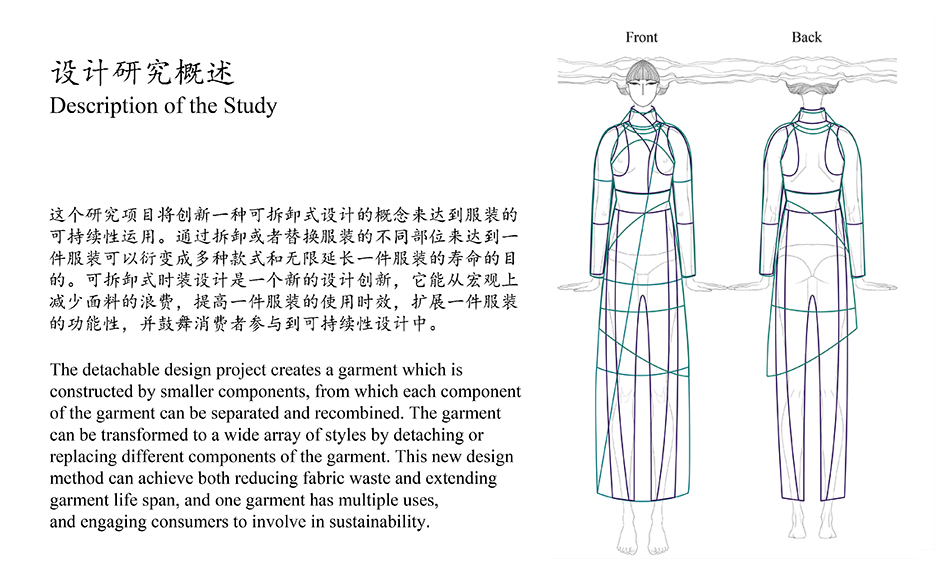 设计研究概述
Description of the Study
这个研究项目将创新一种可拆卸式设计的概念来达到服装的
可持续性运用。通过拆卸或者替换服装的不同部位来达到一
件服装可以衍变成多种款式和无限延长一件服装的寿命的目
的。可拆卸式时装设计是一个新的设计创新，它能从宏观上
减少面料的浪费，提高一件服装的使用时效，扩展一件服装
的功能性，并鼓舞消费者参与到可持续性设计中。
The detachable design project creates a garment which is
constructed by smaller components, from which each component
of the garment can be separated and recombined. The garment
can be transformed to a wide array of styles by detaching or
replacing different components of the garment. This new design
method can achieve both reducing fabric waste and extending
garment life span, and one garment has multiple uses,
and engaging consumers to involve in sustainability.
Front
Back